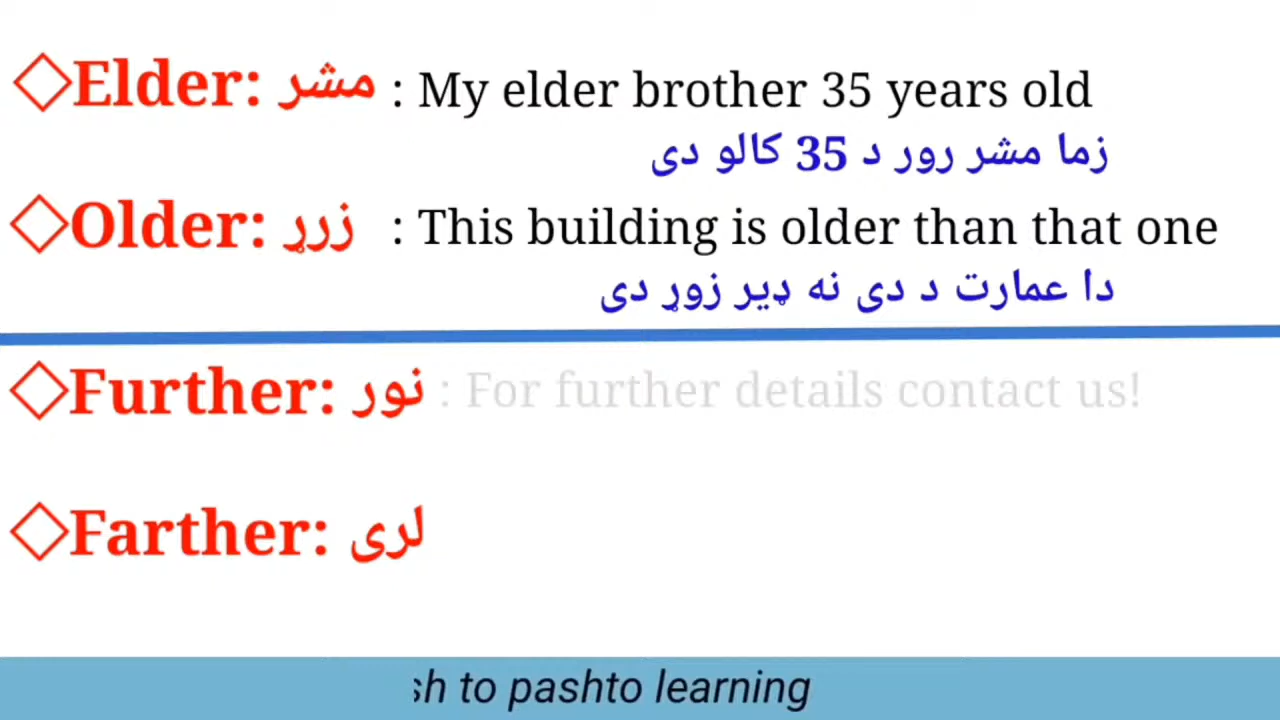 ◇Elder: مشر : My elder brother 35 years old
زما مشر رور د 35 کالو دی
◇Older: زرړ : This building is older than that one
دا عمارت د دی نه ډیر زوړ دی
◇Further: نور : For further details contact us!
◇Farther: لری
sh to pashto learning